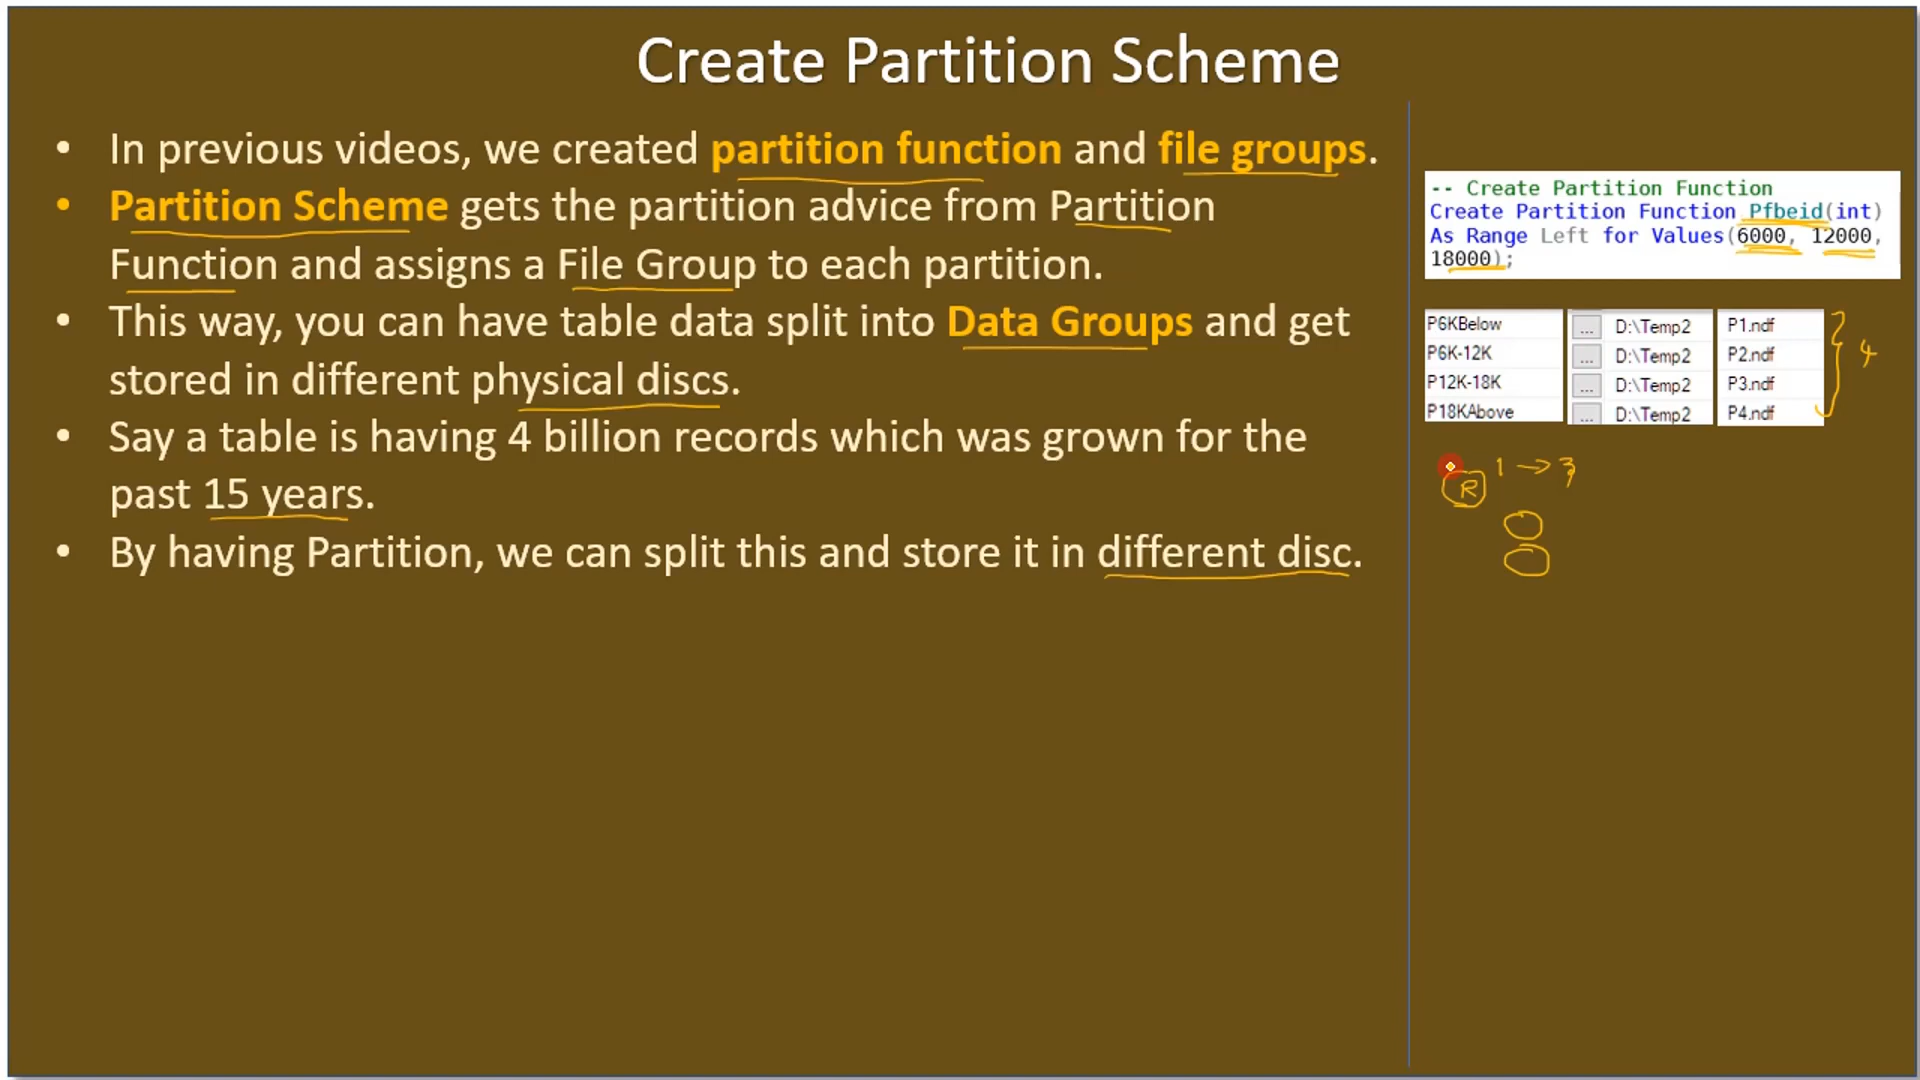 Create Partition Scheme
• In previous videos, we created partition function and file groups.
• Partition Scheme gets the partition advice from Partition
Function and assigns a File Group to each partition.
• This way, you can have table data split into Data Groups and get
stored in different physical discs.
• Say a table is having 4 billion records which was grown for the
past 15 years.
• By having Partition, we can split this and store it in different disc.
-- Create Partition Function
Create Partition Function Pfbeid(int)
As Range Left for Values(6000, 12000,
18000);
P6KBelow ... D:\Temp2 P1.ndf
P6K-12K ... D:\Temp2 P2.ndf
P12K-18K ... D:\Temp2 P3.ndf
P18KAbove ... D:\Temp2 P4.ndf
4
R 1 → 3